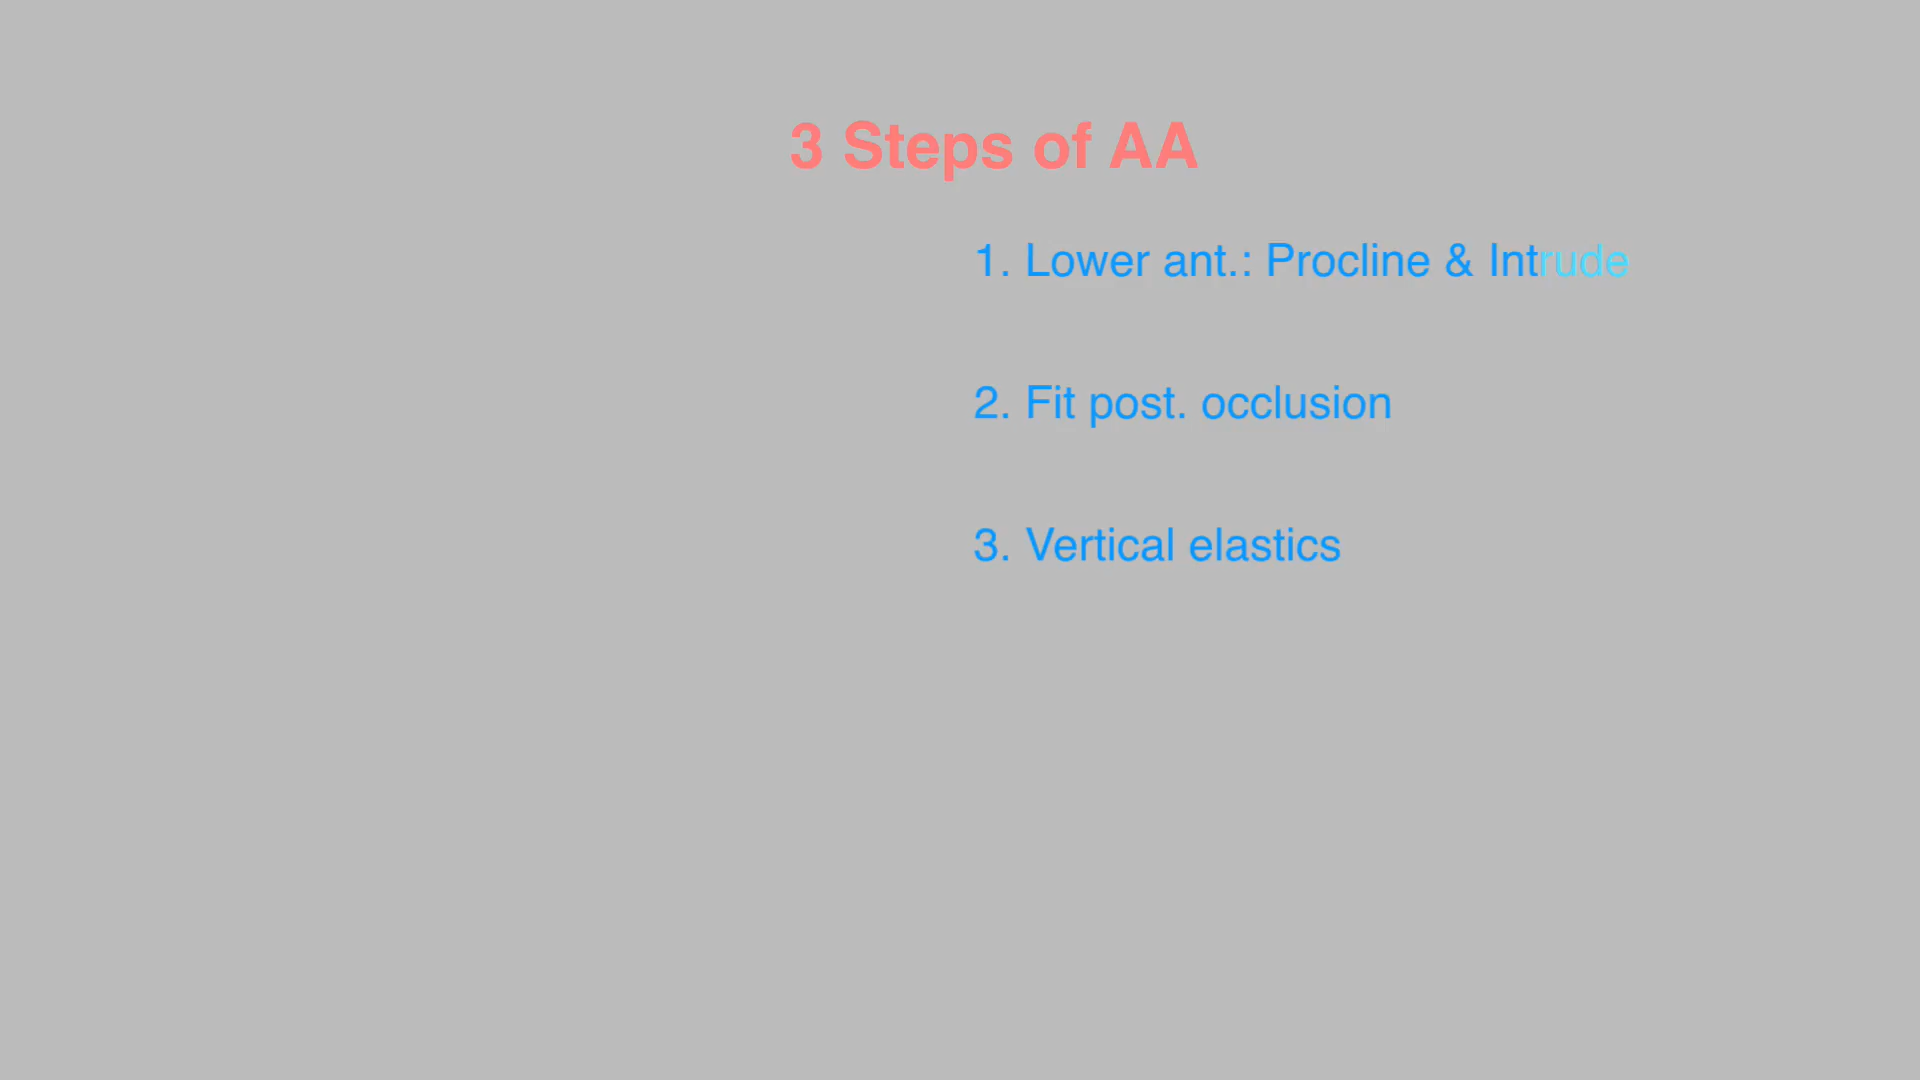 3 Steps of AA
1. Lower ant.: Procline & Intrude
2. Fit post. occlusion
3. Vertical elastics